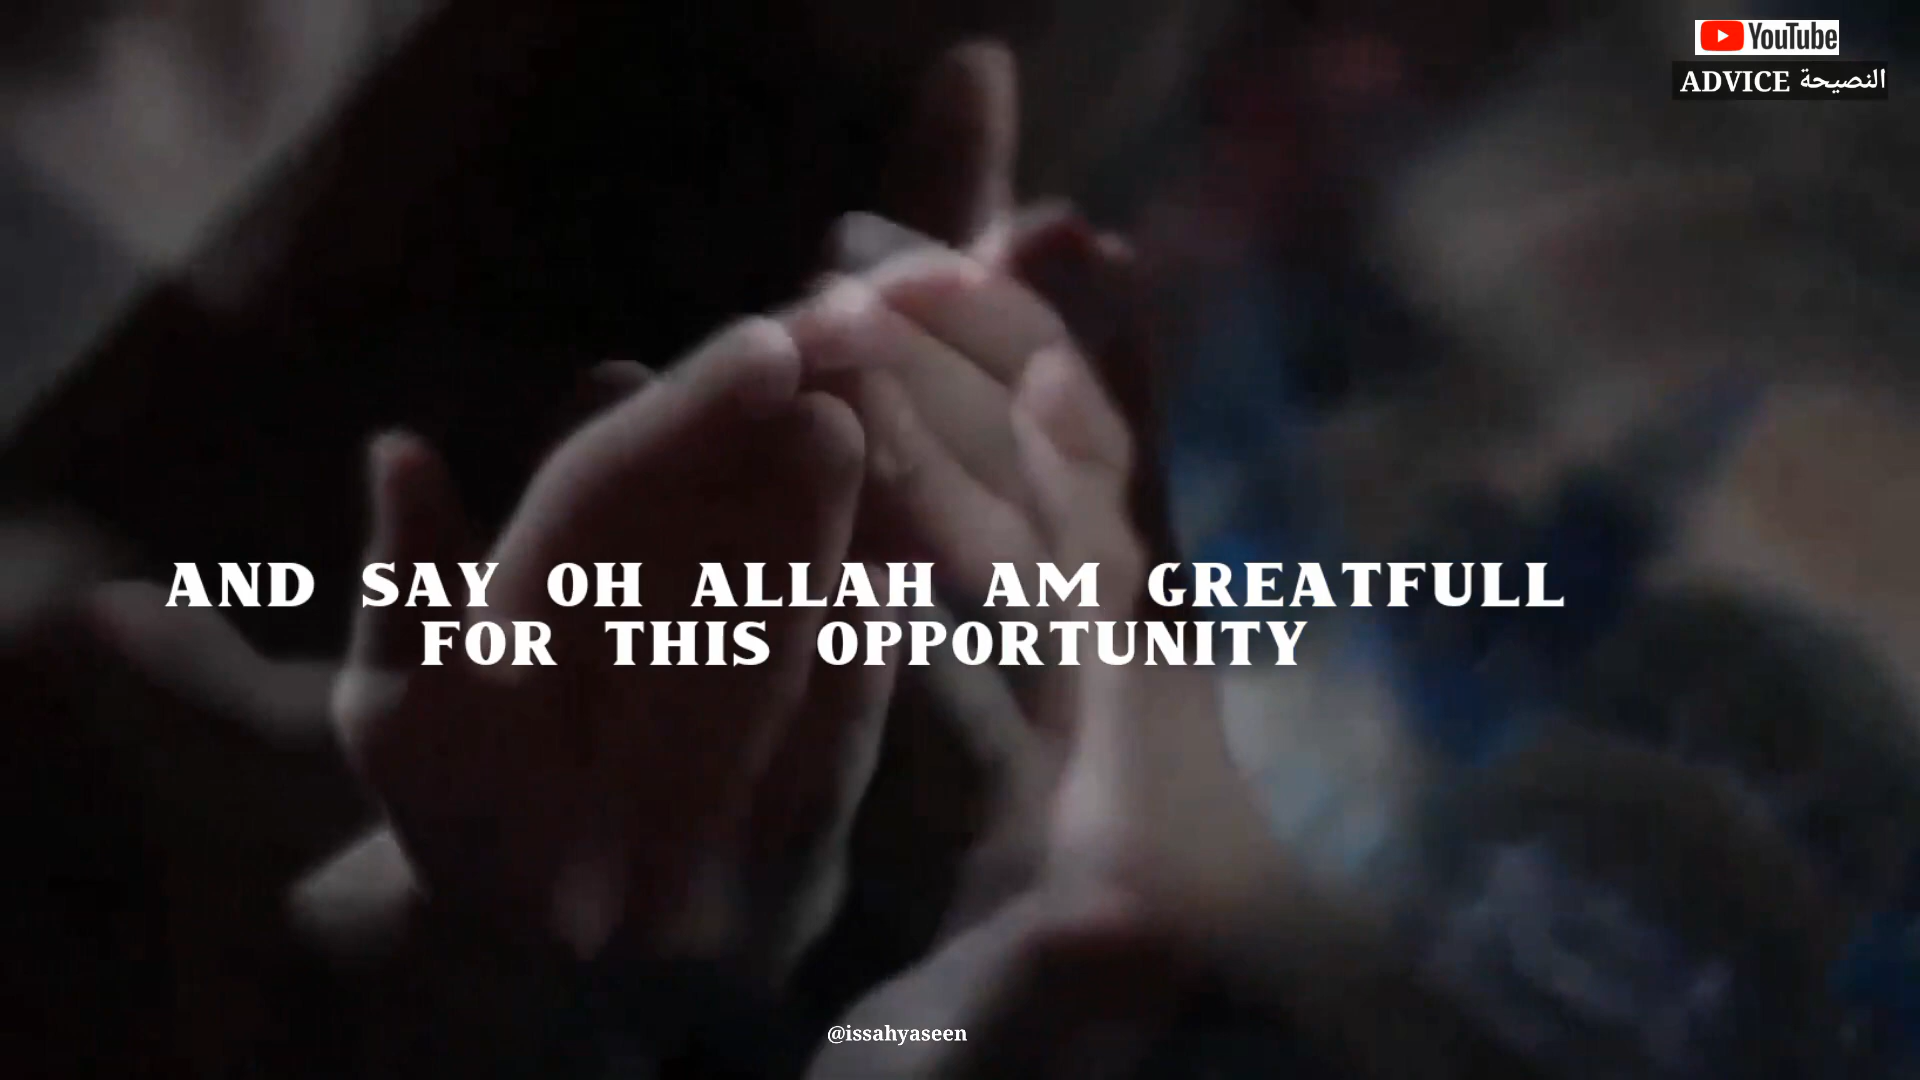 YouTube
ADVICE النصيحة
AND SAY OH ALLAH AM GREATFULL
FOR THIS OPPORTUNITY
@issahyaseen